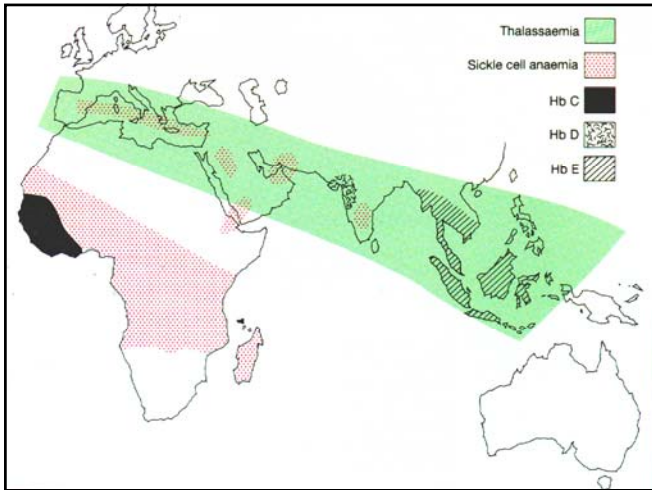 Thalassaemia
Sickle cell anaemia
Hb C
Hb D
Hb E